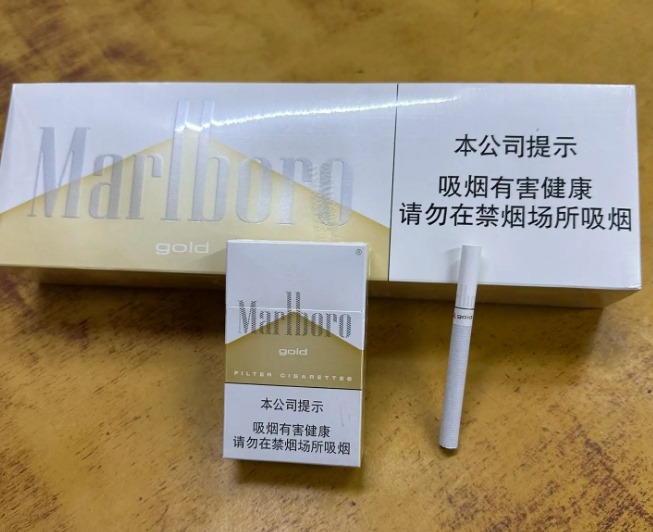 Marlboro
gold
本公司提示
吸烟有害健康
请勿在禁烟场所吸烟
®
Marlboro
gold
FILTER CIGARETTES
本公司提示
吸烟有害健康
请勿在禁烟场所吸烟
gold